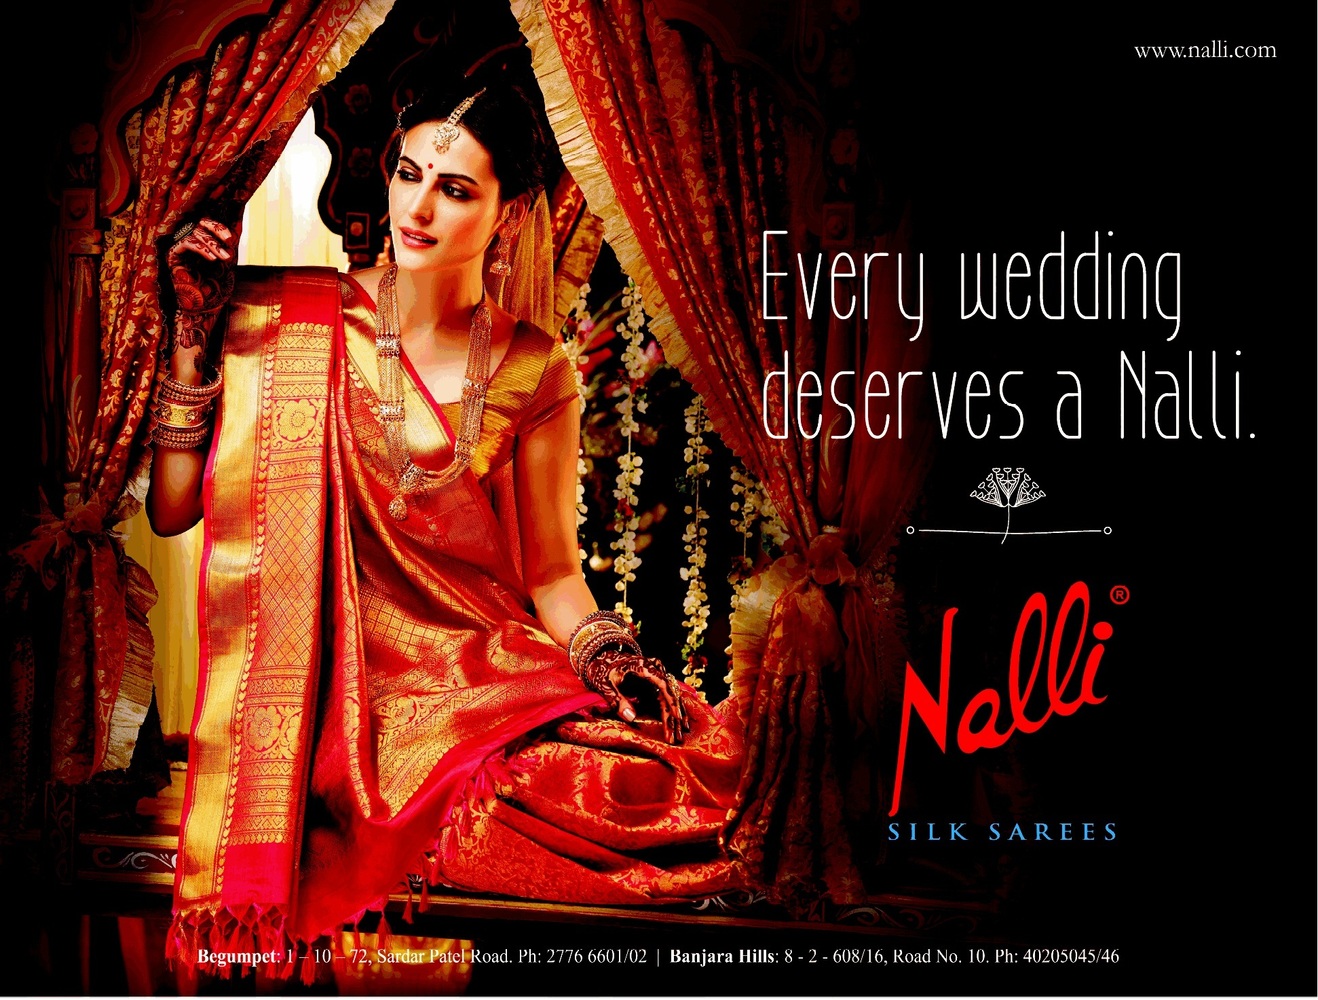 www.nalli.com
Every wedding
deserves a Nalli.
Nalli®
SILK SAREES
Begumpet: 1 – 10 – 72, Sardar Patel Road. Ph: 2776 6601/02 | Banjara Hills: 8 - 2 - 608/16, Road No. 10. Ph: 40205045/46